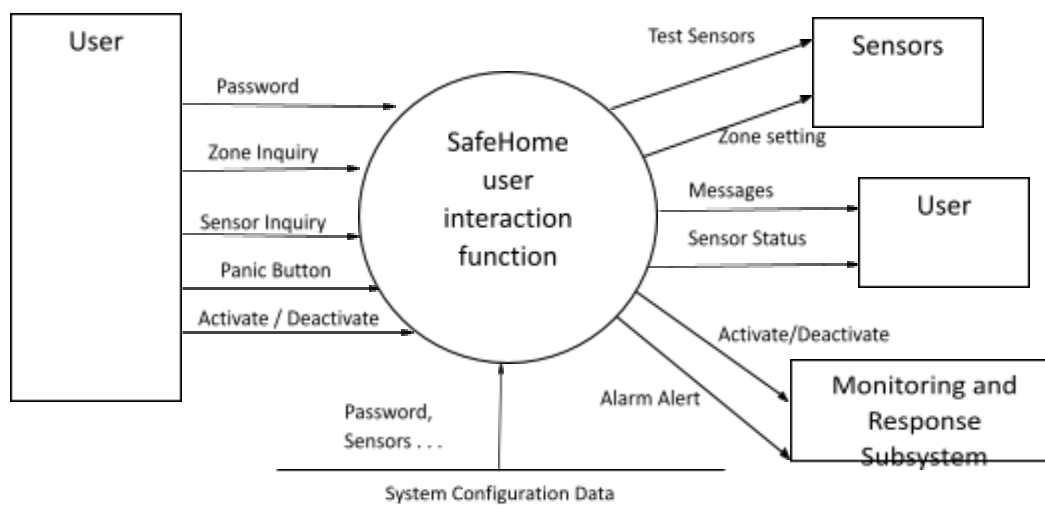 User
Password
Zone Inquiry
Sensor Inquiry
Panic Button
Activate / Deactivate
SafeHome
user
interaction
function
Password,
Sensors . . .
System Configuration Data
Test Sensors
Sensors
Zone setting
Messages
User
Sensor Status
Activate/Deactivate
Alarm Alert
Monitoring and
Response
Subsystem